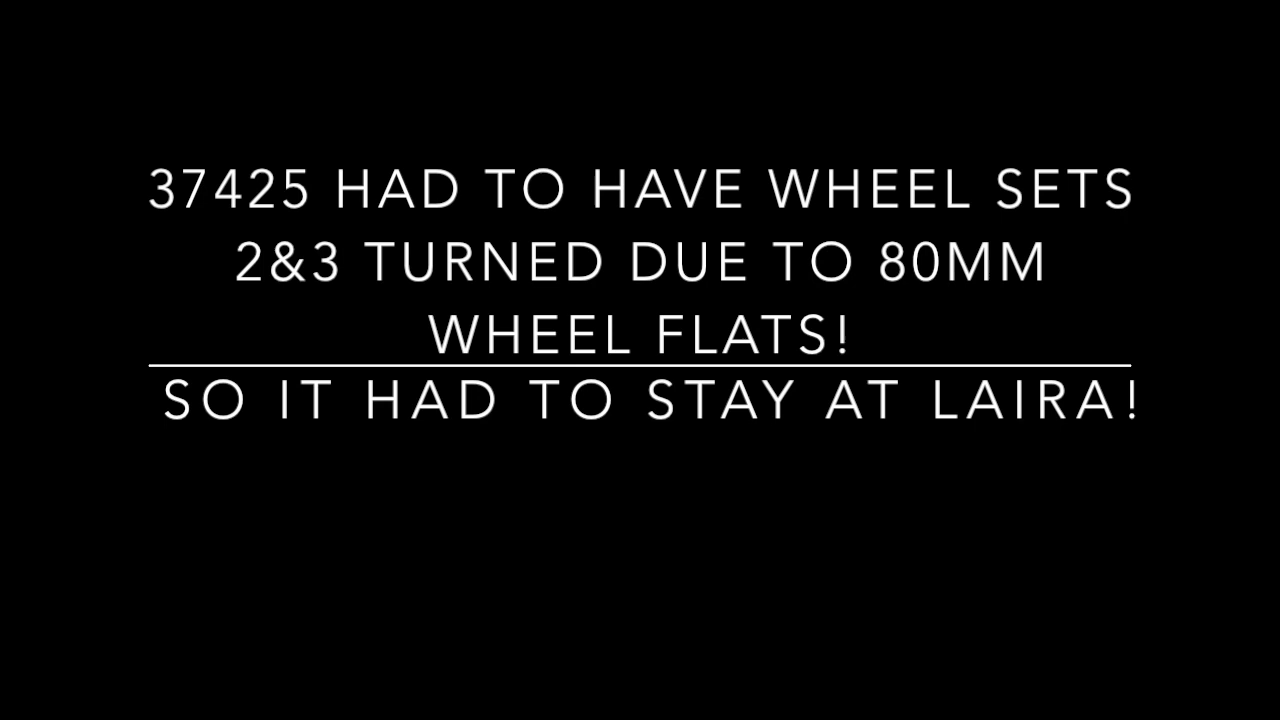 37425 HAD TO HAVE WHEEL SETS
2&3 TURNED DUE TO 80MM
WHEEL FLATS!
SO IT HAD TO STAY AT LAIRA!